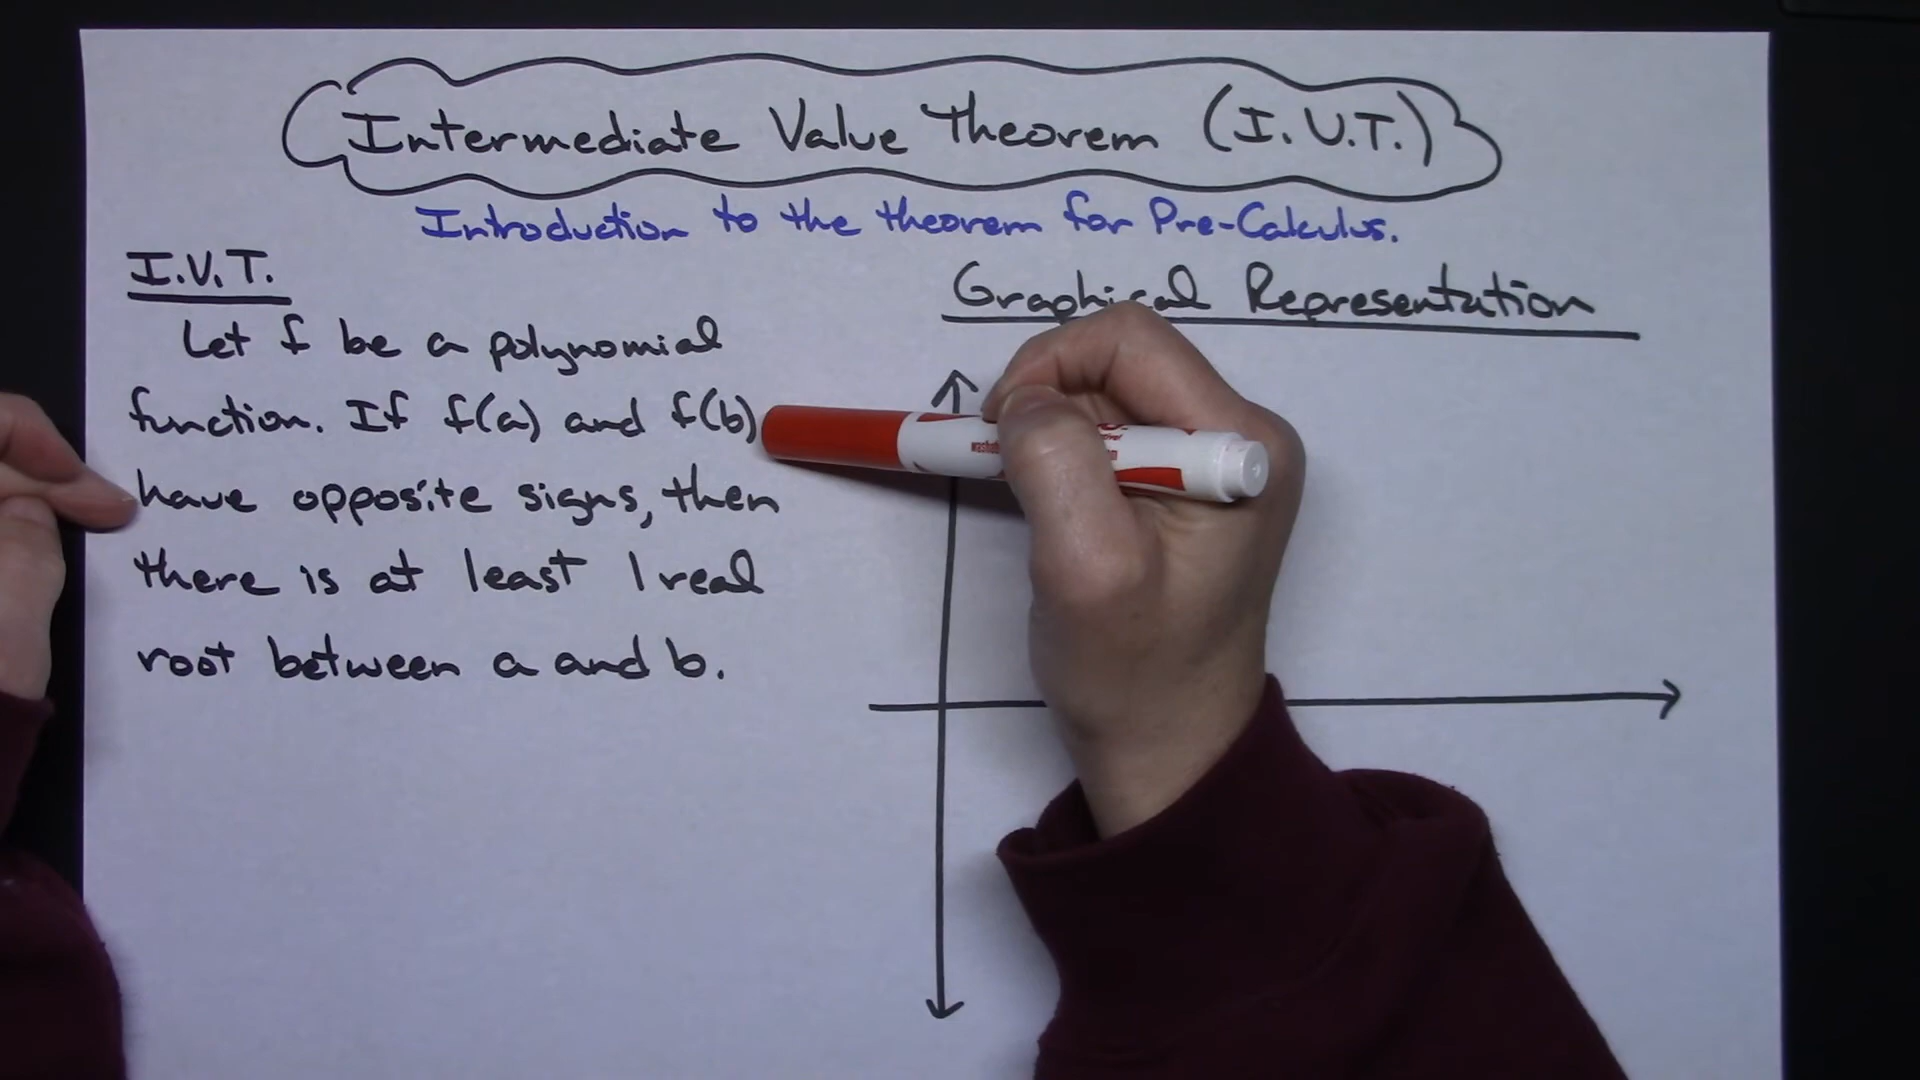 Intermediate Value Theorem (I.V.T.)
Introduction to the theorem for Pre-Calculus.
I.V.T.
Let f be a polynomial
function. If f(a) and f(b)
have opposite signs, then
there is at least 1 real
root between a and b.
Graphical Representation